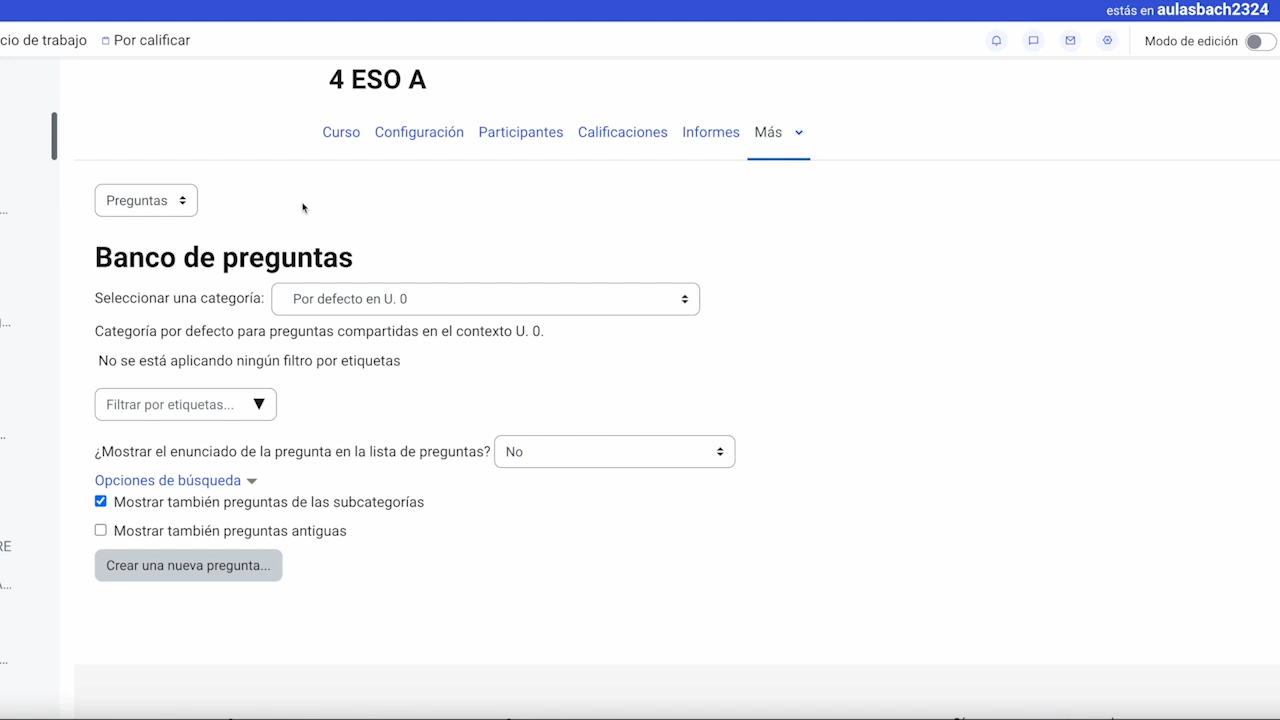 estás en aulasbach2324
cio de trabajo Por calificar Modo de edición
4 ESO A
Curso Configuración Participantes Calificaciones Informes Más
Preguntas
Banco de preguntas
Seleccionar una categoría: Por defecto en U. 0
Categoría por defecto para preguntas compartidas en el contexto U. 0.
No se está aplicando ningún filtro por etiquetas
Filtrar por etiquetas...
¿Mostrar el enunciado de la pregunta en la lista de preguntas? No
Opciones de búsqueda
Mostrar también preguntas de las subcategorías
Mostrar también preguntas antiguas
RE
Crear una nueva pregunta...